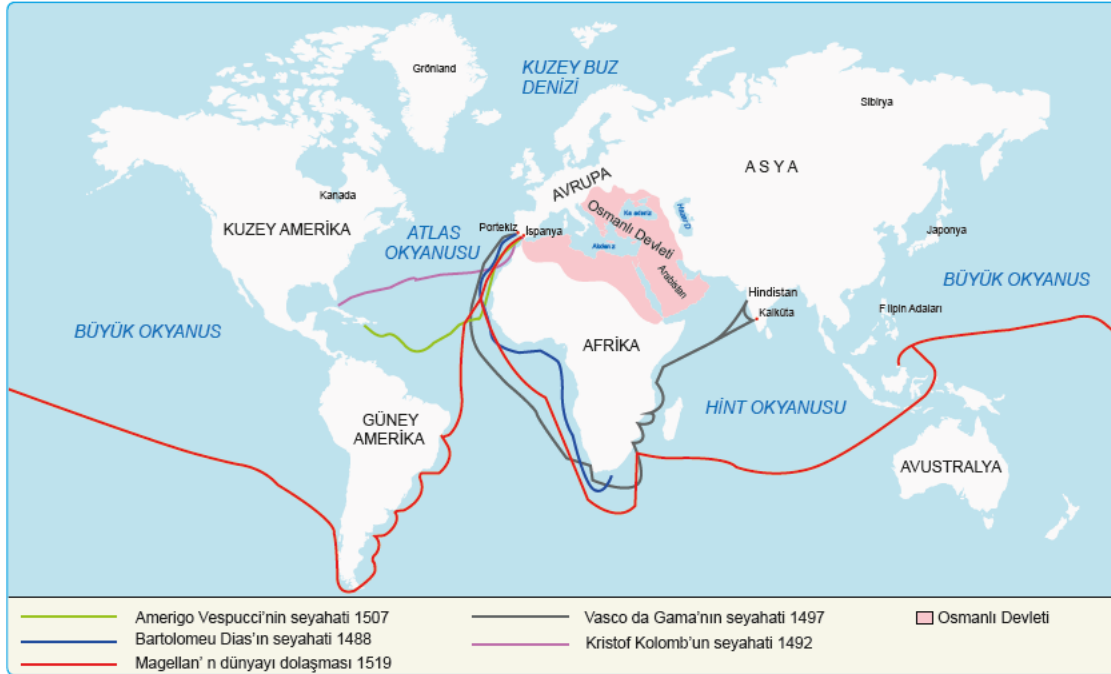 Grönland
KUZEY BUZ
DENİZİ
Sibirya
ASYA
Kanada
KUZEY AMERİKA
AVRUPA
ATLAS
OKYANUSU
Portekiz
İspanya
Osmanlı Devleti
Ka adeniz
Hazar D.
Akdeniz
Arabistan
Japonya
BÜYÜK OKYANUS
BÜYÜK OKYANUS
Hindistan
Kalküta
Filipin Adaları
AFRİKA
HİNT OKYANUSU
GÜNEY
AMERİKA
AVUSTRALYA
Amerigo Vespucci’nin seyahati 1507
Bartolomeu Dias’ın seyahati 1488
Magellan’ n dünyayı dolaşması 1519
Vasco da Gama’nın seyahati 1497
Kristof Kolomb’un seyahati 1492
Osmanlı Devleti